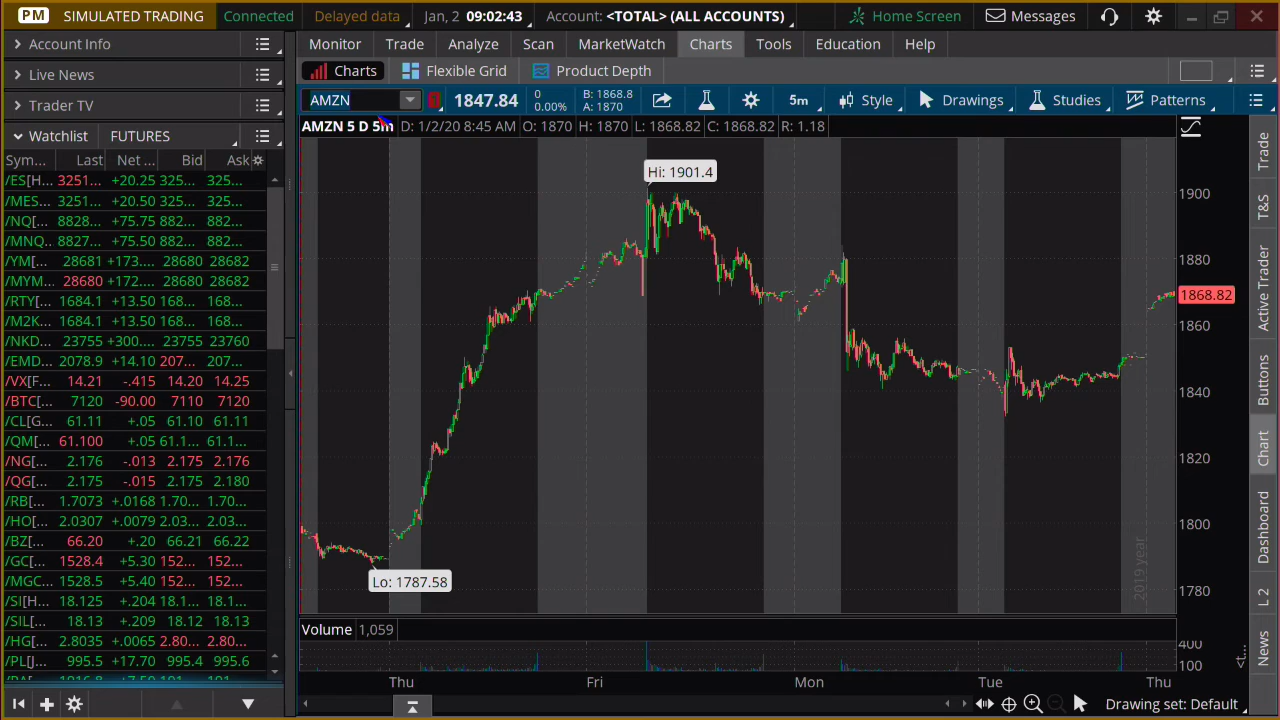 PM SIMULATED TRADING Connected Delayed data Jan, 2 09:02:43 Account: <TOTAL> (ALL ACCOUNTS) Home Screen Messages
Account Info
Live News
Trader TV
Watchlist FUTURES
Sym... Last Net ... Bid Ask
/ES[H... 3251... +20.25 325... 325...
/MES... 3251... +20.50 325... 325...
/NQ[... 8828... +75.75 882... 882...
/MNQ... 8827... +75.50 882... 882...
/YM[... 28681 +173.... 28680 28682
/MYM... 28680 +172.... 28680 28682
/RTY[... 1684.1 +13.50 168... 168...
/M2K... 1684.1 +13.50 168... 168...
/NKD... 23755 +300.... 23755 23760
/EMD... 2078.9 +14.10 207... 208...
/VX[F... 14.21 -.415 14.20 14.25
/BTC[... 7120 -90.00 7110 7120
/CL[G... 61.11 +.05 61.10 61.11
/QM[... 61.100 +.05 61.1... 61.1...
/NG[... 2.176 -.013 2.175 2.176
/QG[... 2.176 -.015 2.175 2.180
/RB[... 1.7073 +.0168 1.70... 1.70...
/HO[... 2.0307 +.0079 2.03... 2.03...
/BZ[... 66.20 +.20 66.21 66.22
/GC[... 1528.4 +5.30 152... 152...
/MGC... 1528.5 +5.40 152... 152...
/SI[H... 18.125 +.204 18.1... 18.1...
/SIL[... 18.13 +.209 18.12 18.13
/HG[... 2.8035 +.0065 2.80... 2.80...
/PL[J... 995.5 +17.70 995.4 995.6
Monitor Trade Analyze Scan MarketWatch Charts Tools Education Help
Charts Flexible Grid Product Depth
AMZN 1847.84 0 0.00% B: 1868.8 A: 1870 5m Style Drawings Studies Patterns
AMZN 5 D 5m D: 1/2/20 8:45 AM O: 1870 H: 1870 L: 1868.82 C: 1868.82 R: 1.18
Hi: 1901.4
1900
1880
1868.82
1860
1840
1820
1800
1780
Lo: 1787.58
2019 year
Volume 1,059
400
100
Thu Fri Mon Tue Thu
Drawing set: Default
Trade
T&S
Active Trader
Buttons
Chart
Dashboard
L 2
News